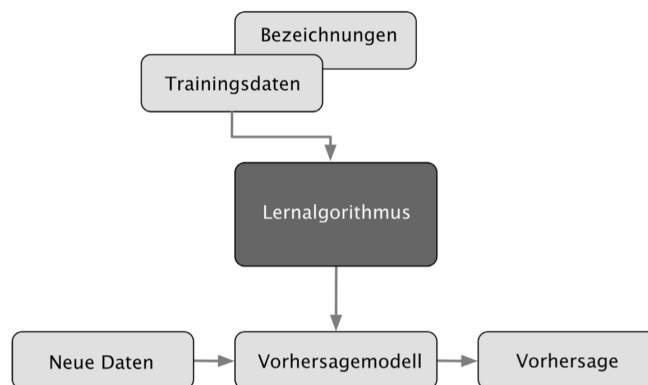 Bezeichnungen
Trainingsdaten
Lernalgorithmus
Neue Daten
Vorhersagemodell
Vorhersage